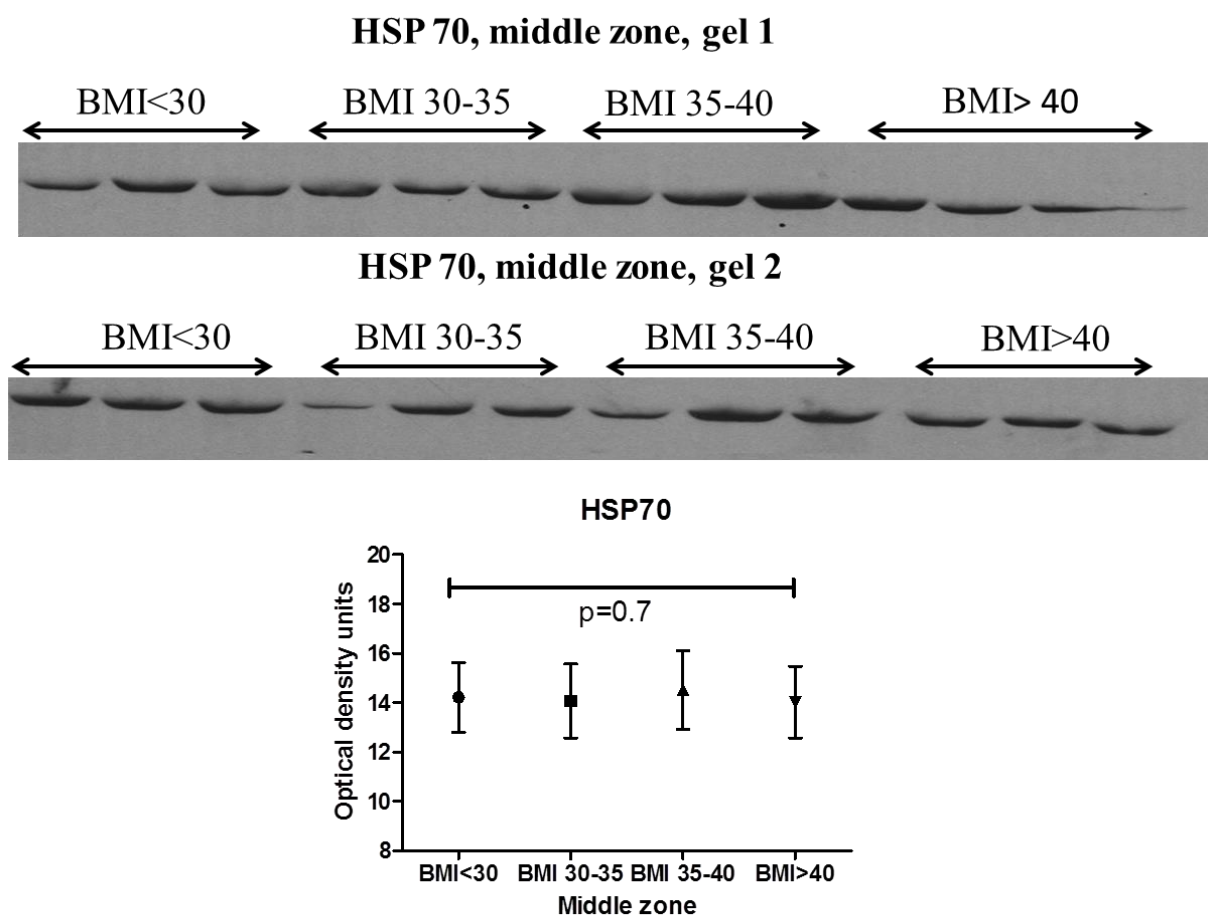 HSP 70, middle zone, gel 1
BMI<30 BMI 30-35 BMI 35-40 BMI> 40
HSP 70, middle zone, gel 2
BMI<30 BMI 30-35 BMI 35-40 BMI>40
HSP70
20
18
16
14
12
10
8
Optical density units
p=0.7
BMI<30 BMI 30-35 BMI 35-40 BMI>40
Middle zone